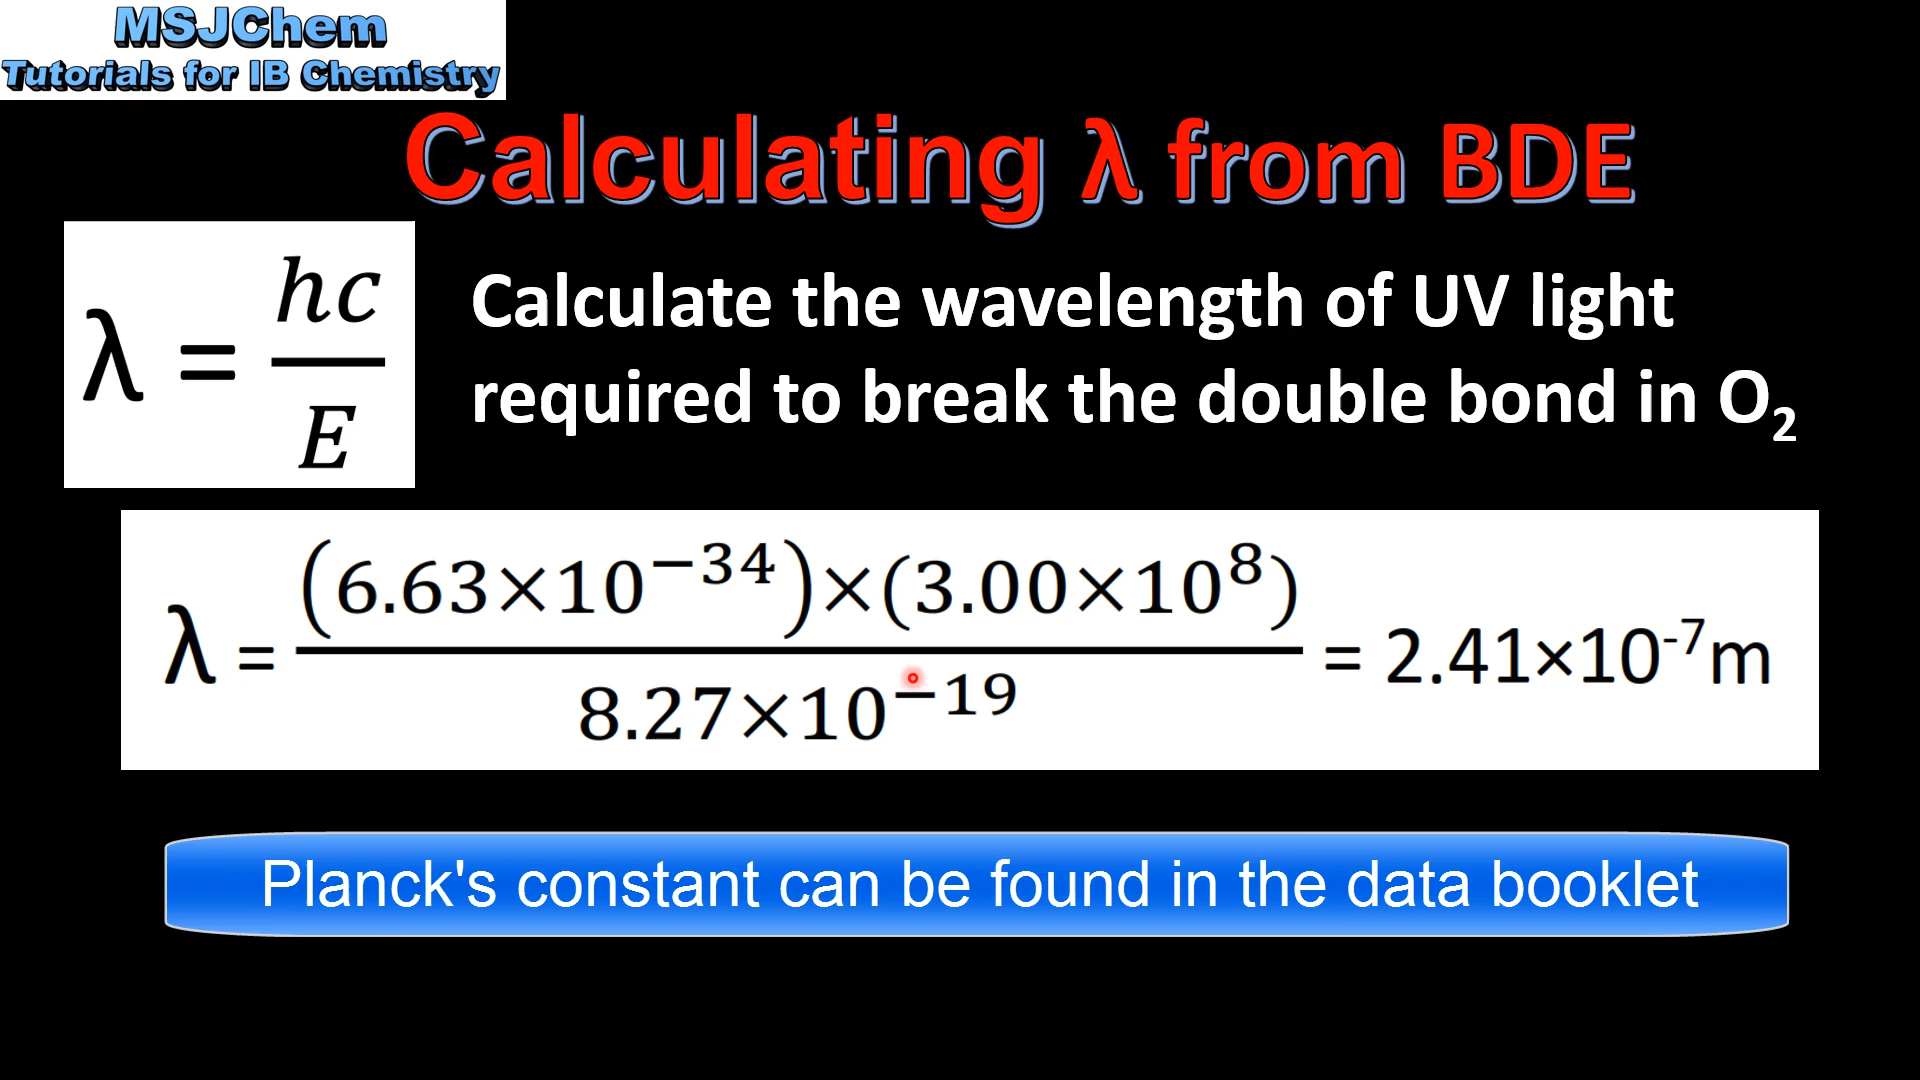 MSJChem
Tutorials for IB Chemistry
Calculating λ from BDE
λ = hc/E
Calculate the wavelength of UV light
required to break the double bond in O₂
λ = (6.63×10⁻³⁴)×(3.00×10⁸)/8.27×10⁻¹⁹ = 2.41×10⁻⁷m
Planck's constant can be found in the data booklet